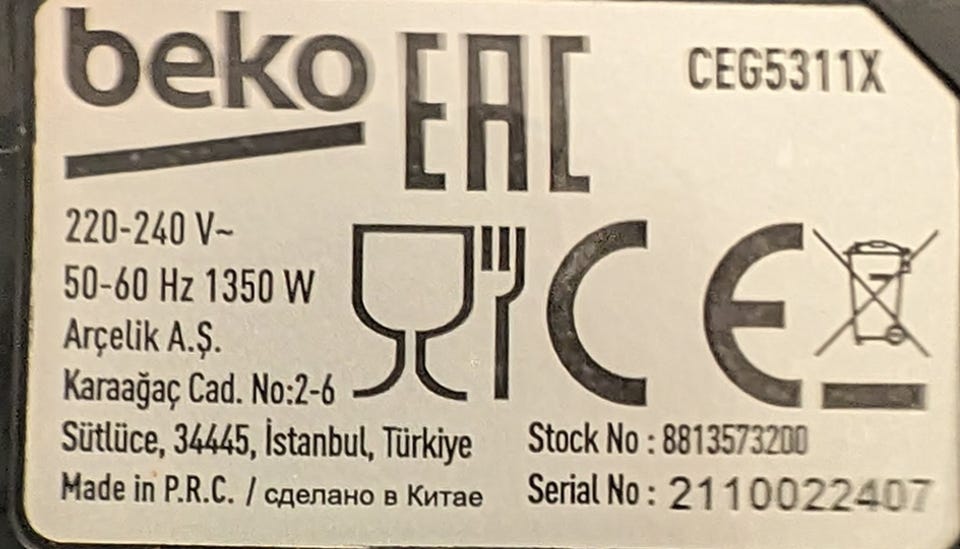 beko
EAC
CEG5311X
220-240 V~
50-60 Hz 1350 W
Arçelik A.Ş.
Karaağaç Cad. No:2-6
Sütlüce, 34445, İstanbul, Türkiye
Made in P.R.C. / сделано в Китае
CE
Stock No : 8813573200
Serial No : 2110022407